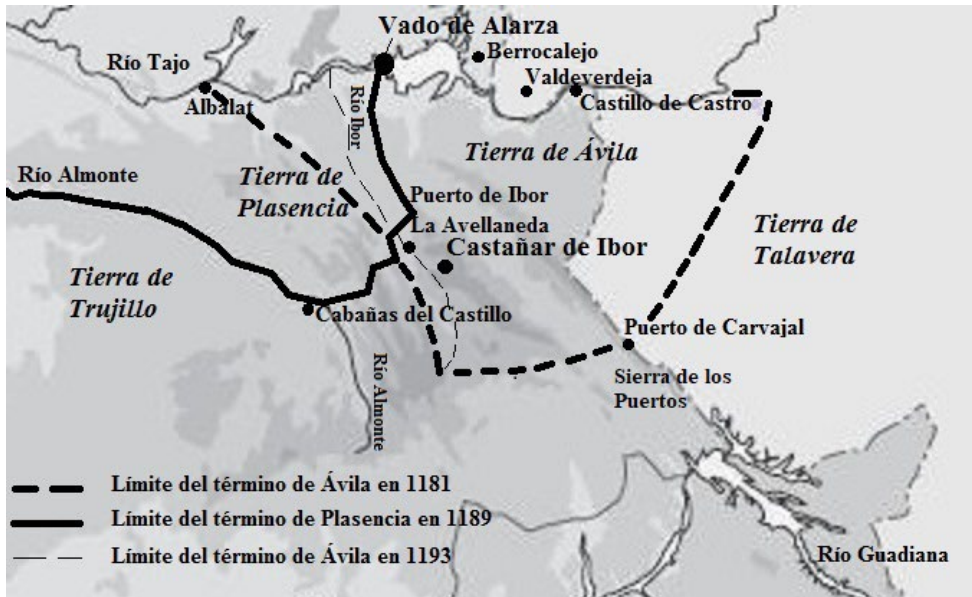 Vado de Alarza
Río Tajo
Berrocalejo
Valdeverdeja
Albalat
Río Ibor
Castillo de Castro
Tierra de Ávila
Río Almonte
Tierra de
Plasencia
Puerto de Ibor
La Avellaneda
Castañar de Ibor
Tierra de
Talavera
Tierra de
Trujillo
Cabañas del Castillo
Puerto de Carvajal
Río Almonte
Sierra de los
Puertos
Límite del término de Ávila en 1181
Límite del término de Plasencia en 1189
Límite del término de Ávila en 1193
Río Guadiana